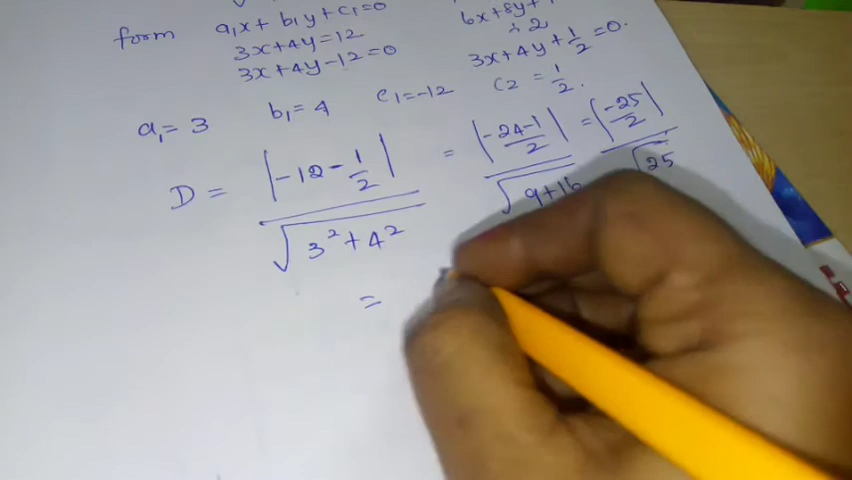 form a₁x + b₁y + c₁ = 0
3x + 4y = 12
3x + 4y - 12 = 0
6x + 8y +
÷ 2
3x + 4y + 1/2 = 0.
a₁ = 3 b₁ = 4 c₁ = -12 c₂ = 1/2.
D = |-12 - 1/2| / √(3² + 4²) = |(-24-1)/2| / √(9+16) = |-25/2| / √25
=